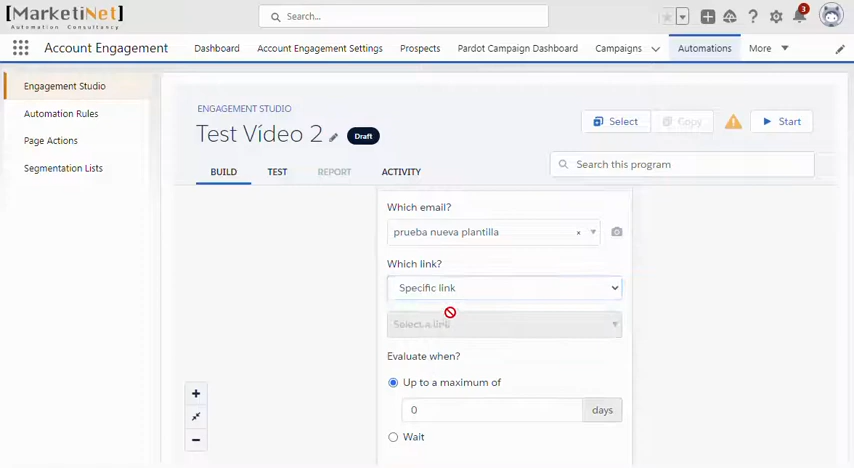 [MarketiNet]
Automation Consultancy
Search...
3
Account Engagement
Dashboard
Account Engagement Settings
Prospects
Pardot Campaign Dashboard
Campaigns
Automations
More
Engagement Studio
Automation Rules
Page Actions
Segmentation Lists
ENGAGEMENT STUDIO
Test Vídeo 2
Draft
Select
Copy
Start
BUILD
TEST
REPORT
ACTIVITY
Search this program
Which email?
prueba nueva plantilla
Which link?
Specific link
Select a link
Evaluate when?
Up to a maximum of
0
days
Wait